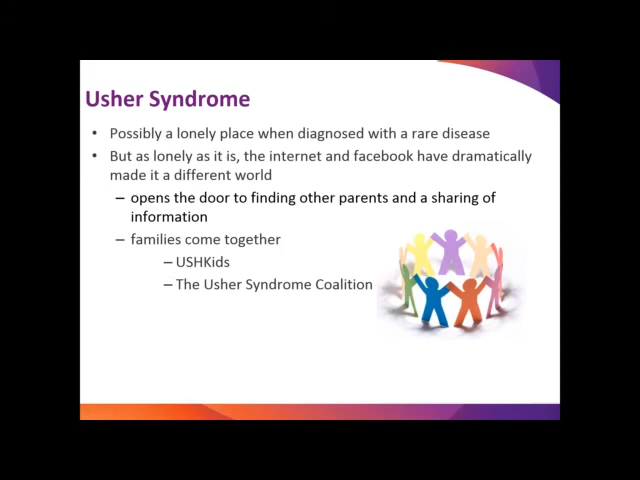 Usher Syndrome
• Possibly a lonely place when diagnosed with a rare disease
• But as lonely as it is, the internet and facebook have dramatically
made it a different world
– opens the door to finding other parents and a sharing of
information
– families come together
– USHKids
– The Usher Syndrome Coalition